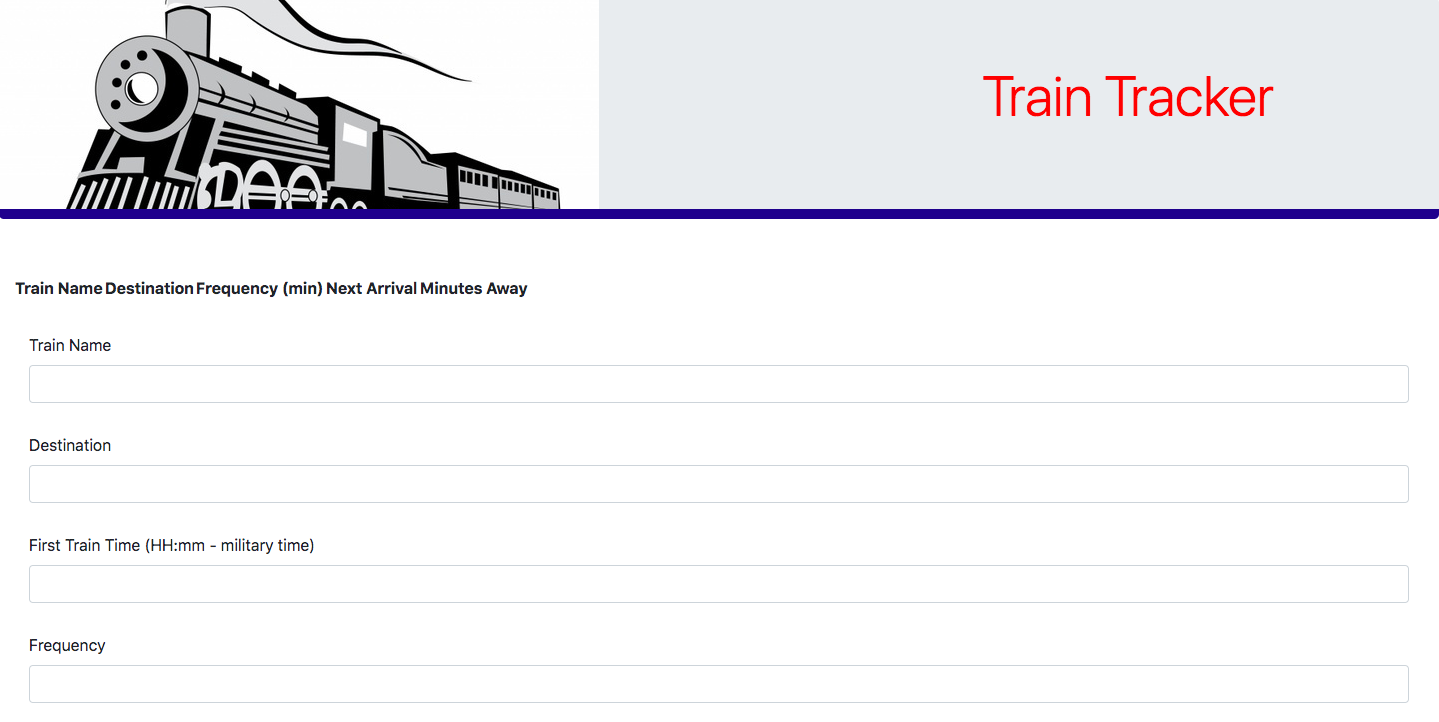 Train Tracker
Train Name Destination Frequency (min) Next Arrival Minutes Away
Train Name
Destination
First Train Time (HH:mm - military time)
Frequency